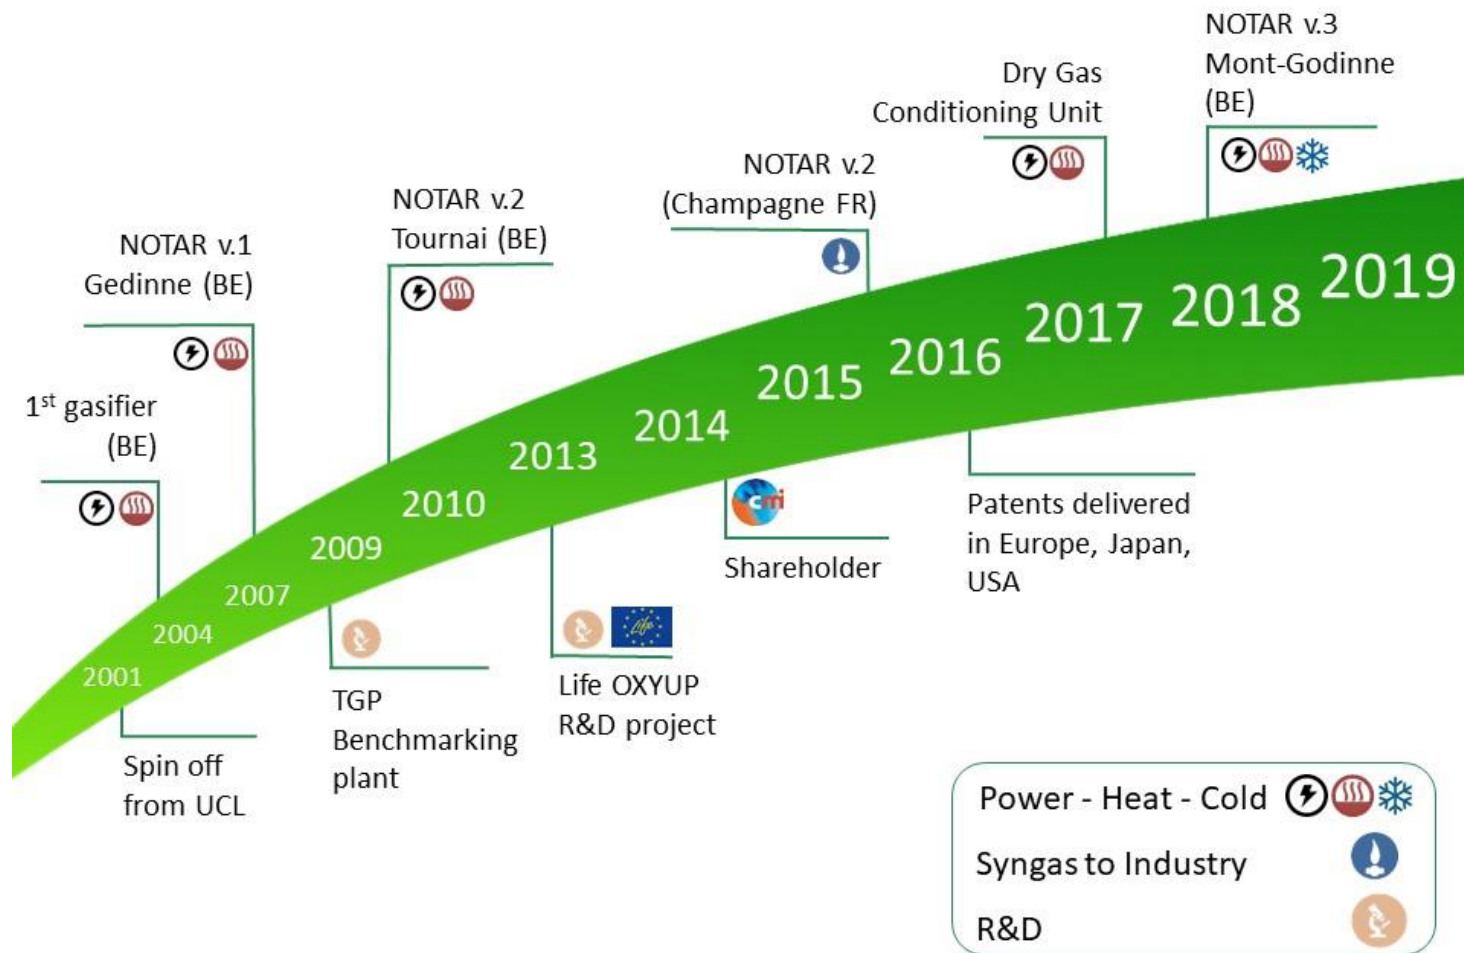 NOTAR v.3
Mont-Godinne
(BE)
Dry Gas
Conditioning Unit
NOTAR v.2
(Champagne FR)
NOTAR v.2
Tournai (BE)
NOTAR v.1
Gedinne (BE)
1st gasifier
(BE)
2001
2004
2007
2009
2010
2013
2014
2015
2016
2017
2018
2019
Spin off
from UCL
TGP
Benchmarking
plant
Life
Life OXYUP
R&D project
cmi
Shareholder
Patents delivered
in Europe, Japan,
USA
Power - Heat - Cold
Syngas to Industry
R&D